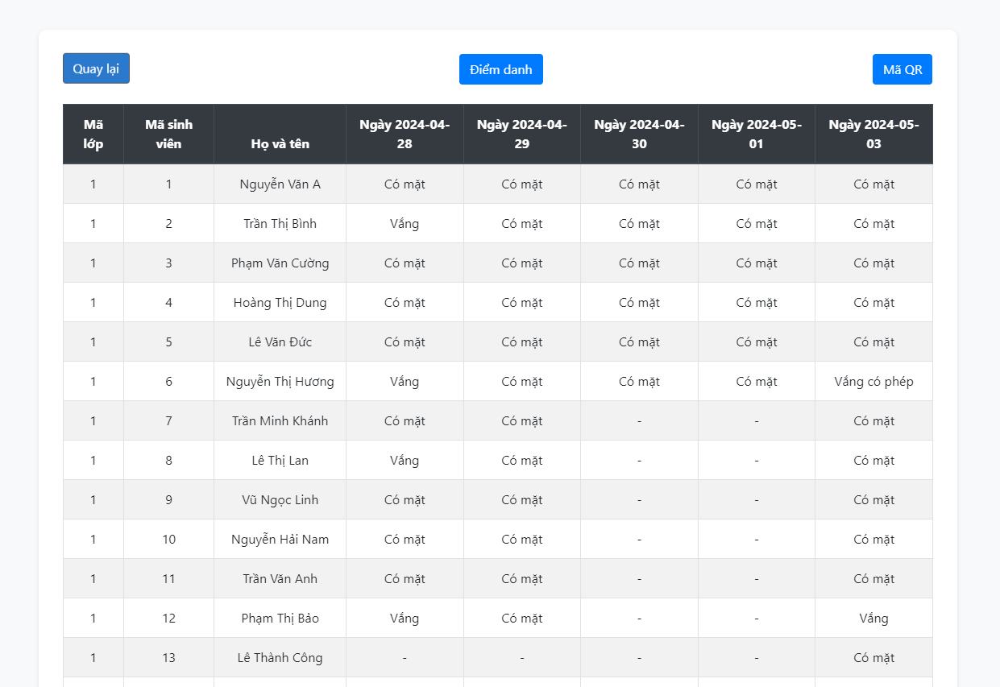 Quay lại Điểm danh Mã QR
Mã lớp Mã sinh viên Họ và tên Ngày 2024-04-28 Ngày 2024-04-29 Ngày 2024-04-30 Ngày 2024-05-01 Ngày 2024-05-03
1 1 Nguyễn Văn A Có mặt Có mặt Có mặt Có mặt Có mặt
1 2 Trần Thị Bình Vắng Có mặt Có mặt Có mặt Có mặt
1 3 Phạm Văn Cường Có mặt Có mặt Có mặt Có mặt Có mặt
1 4 Hoàng Thị Dung Có mặt Có mặt Có mặt Có mặt Có mặt
1 5 Lê Văn Đức Có mặt Có mặt Có mặt Có mặt Có mặt
1 6 Nguyễn Thị Hương Vắng Có mặt Có mặt Có mặt Vắng có phép
1 7 Trần Minh Khánh Có mặt Có mặt - - Có mặt
1 8 Lê Thị Lan Vắng Có mặt - - Có mặt
1 9 Vũ Ngọc Linh Có mặt Có mặt - - Có mặt
1 10 Nguyễn Hải Nam Có mặt Có mặt - - Có mặt
1 11 Trần Văn Anh Có mặt Có mặt - - Có mặt
1 12 Phạm Thị Bảo Vắng Có mặt - - Vắng
1 13 Lê Thành Công - - - - Có mặt